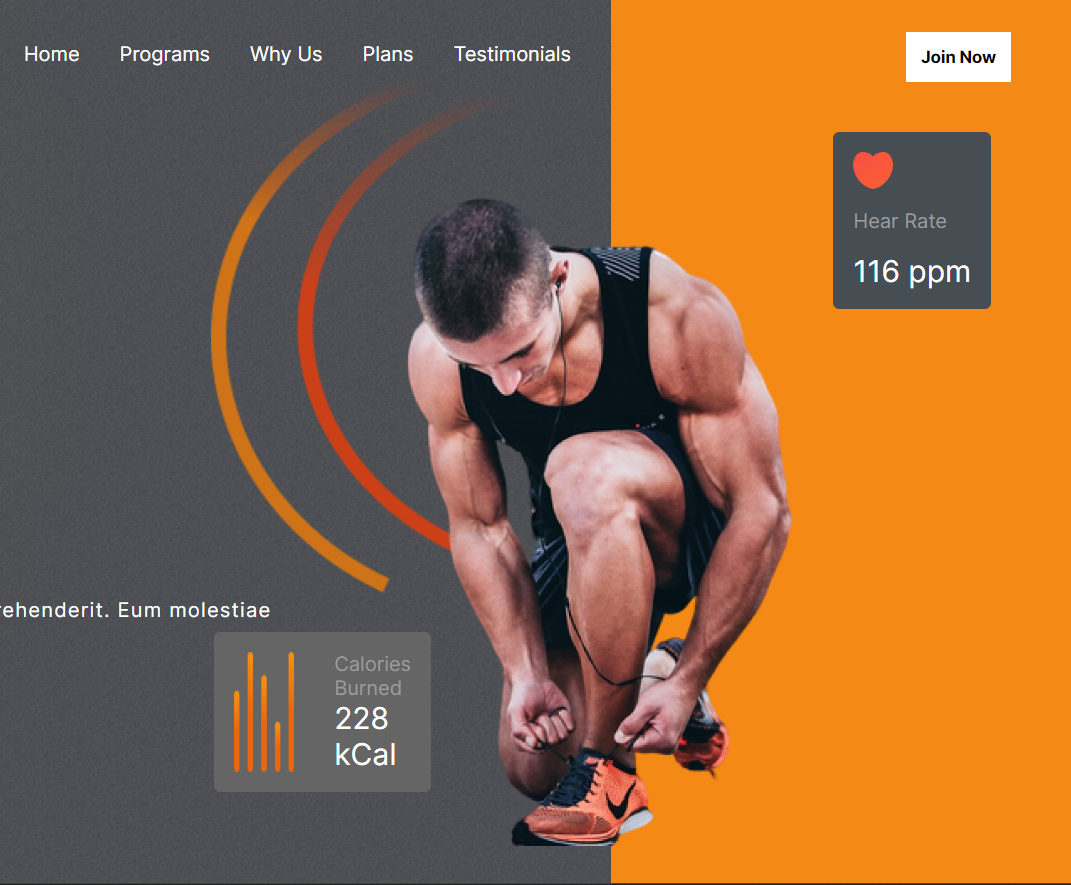 Home Programs Why Us Plans Testimonials Join Now
Hear Rate
116 ppm
rehenderit. Eum molestiae
Calories
Burned
228
kCal